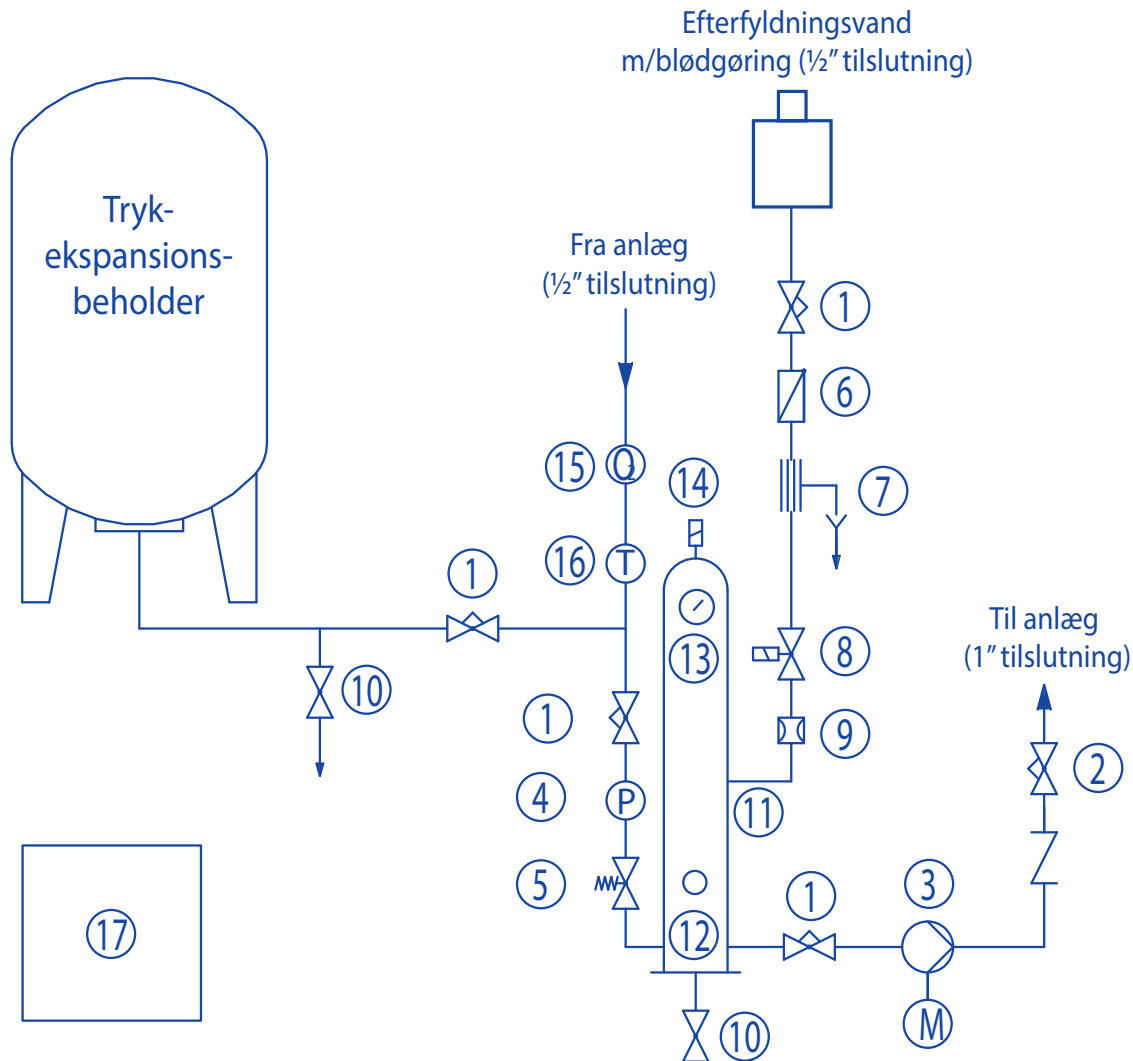 Efterfyldningsvand
m/blødgøring (½" tilslutning)
Tryk-
ekspansions-
beholder
Fra anlæg
(½" tilslutning)
1
6
15
O2
14
7
16
T
1
Til anlæg
(1" tilslutning)
13
8
10
1
9
2
4
P
11
5
3
1
17
12
10
M